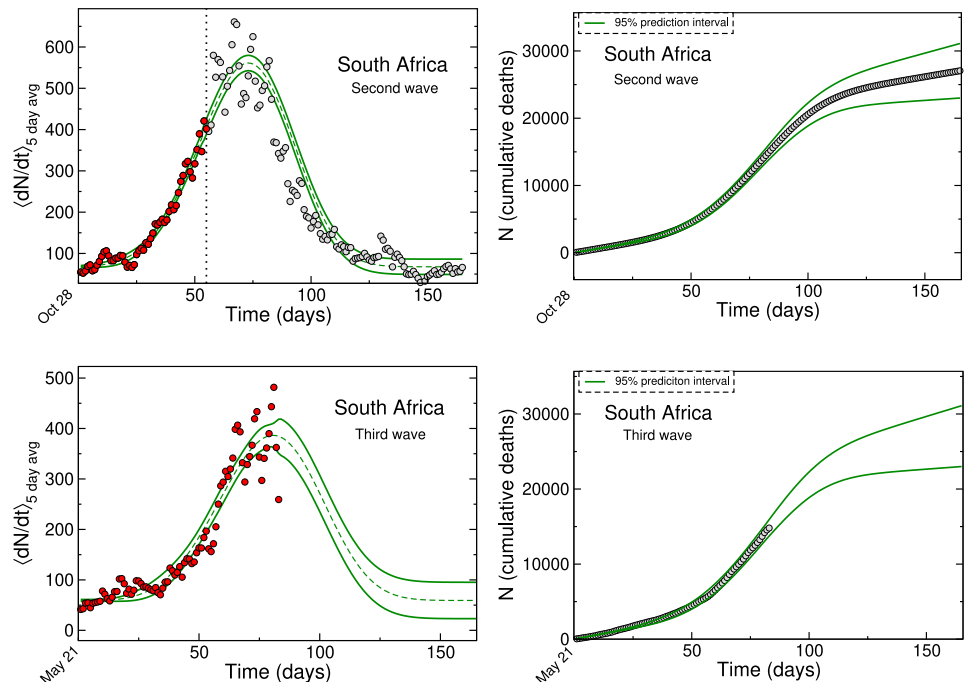 600
500
400
300
200
100
⟨dN/dt⟩5 day avg
South Africa
Second wave
Oct 28
50
100
150
Time (days)
95% prediction interval
30000
20000
10000
0
N (cumulative deaths)
South Africa
Second wave
Oct 28
50
100
150
Time (days)
500
400
300
200
100
0
⟨dN/dt⟩5 day avg
South Africa
Third wave
May 21
50
100
150
Time (days)
95% prediciton interval
30000
20000
10000
0
N (cumulative deaths)
South Africa
Third wave
May 21
50
100
150
Time (days)